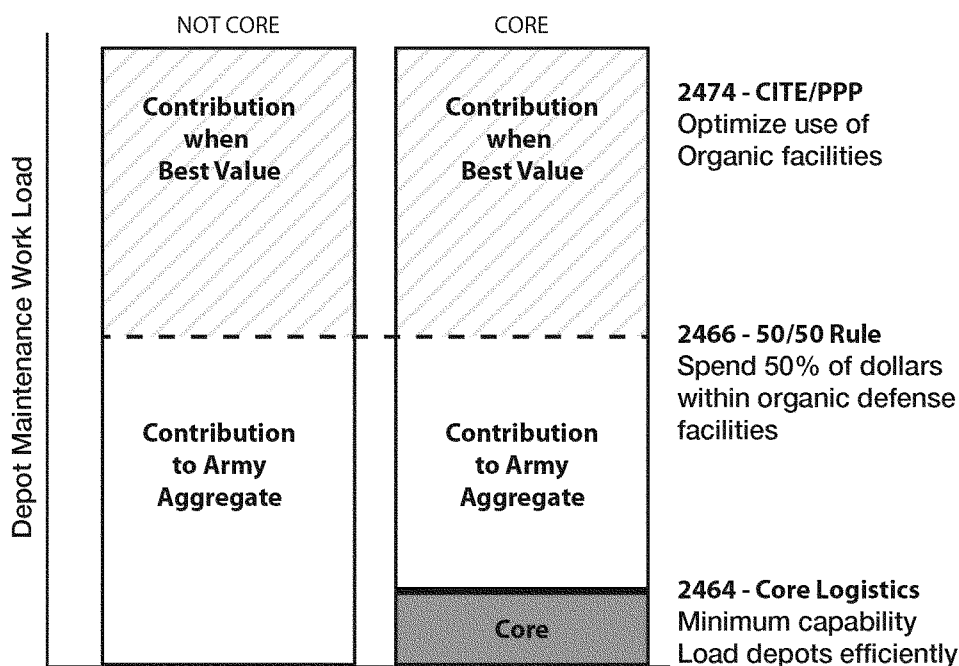 NOT CORE
CORE
Depot Maintenance Work Load
Contribution
when
Best Value
Contribution
when
Best Value
2474 - CITE/PPP
Optimize use of
Organic facilities
2466 - 50/50 Rule
Spend 50% of dollars
within organic defense
facilities
Contribution
to Army
Aggregate
Contribution
to Army
Aggregate
Core
2464 - Core Logistics
Minimum capability
Load depots efficiently